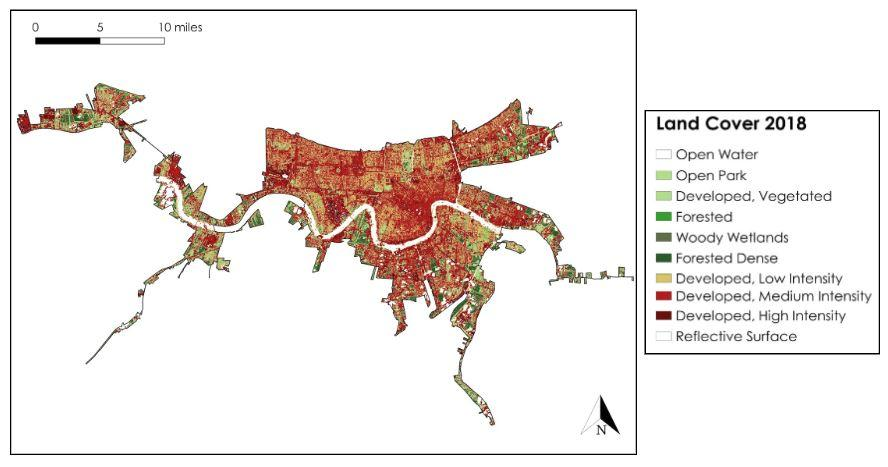 0 5 10 miles
Land Cover 2018
Open Water
Open Park
Developed, Vegetated
Forested
Woody Wetlands
Forested Dense
Developed, Low Intensity
Developed, Medium Intensity
Developed, High Intensity
Reflective Surface
N